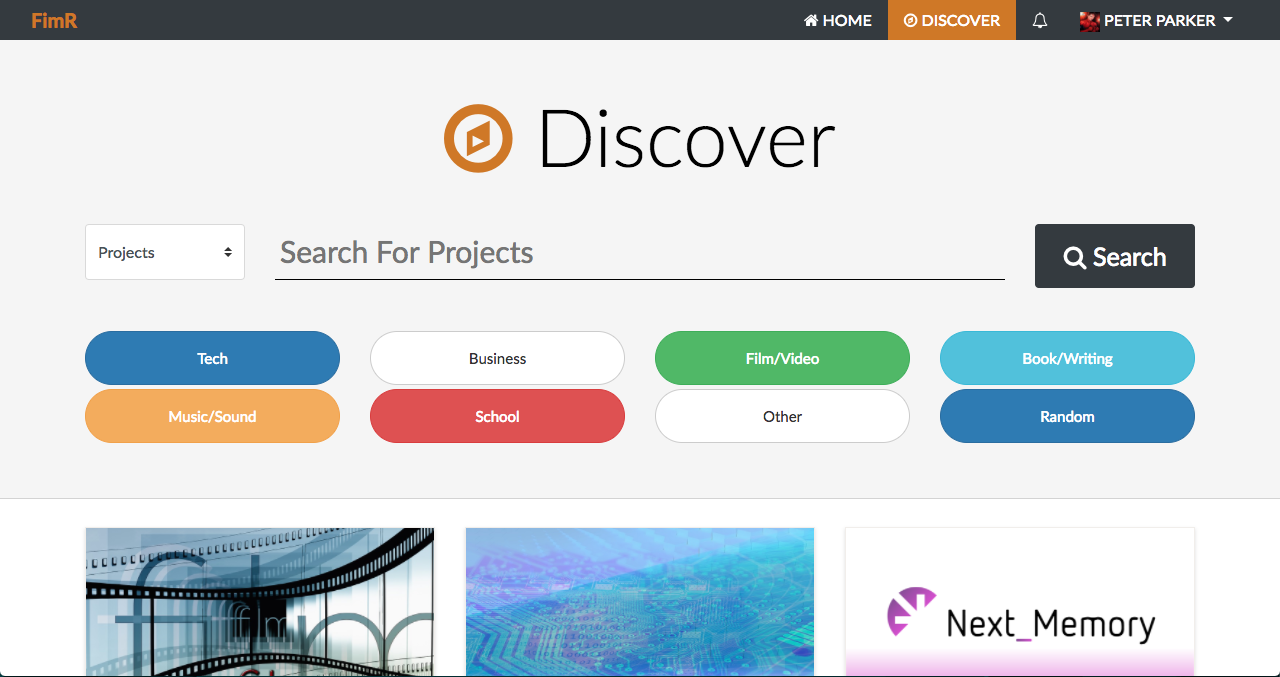 FimR
HOME
DISCOVER
PETER PARKER
Discover
Projects
Search For Projects
Search
Tech
Business
Film/Video
Book/Writing
Music/Sound
School
Other
Random
film
film
Next_Memory